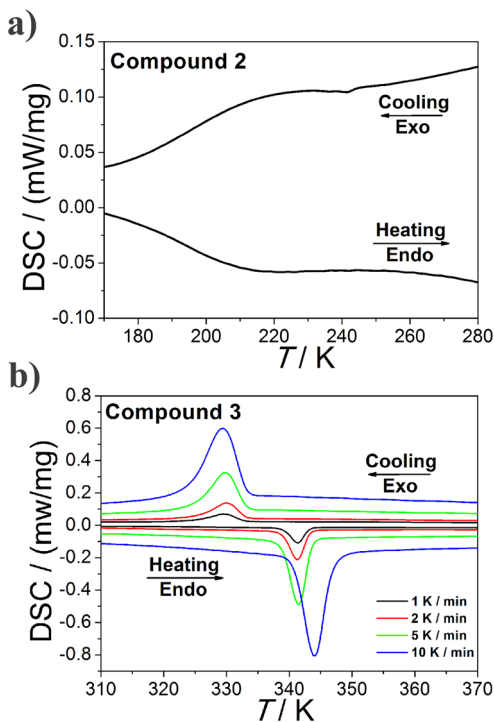 a)
Compound 2
Cooling
Exo
Heating
Endo
DSC / (mW/mg)
0.15
0.10
0.05
0.00
-0.05
-0.10
180 200 220 240 260 280
T / K
b)
Compound 3
Cooling
Exo
Heating
Endo
1 K / min
2 K / min
5 K / min
10 K / min
DSC / (mw/mg)
0.8
0.6
0.4
0.2
0.0
-0.2
-0.4
-0.6
-0.8
310 320 330 340 350 360 370
T / K